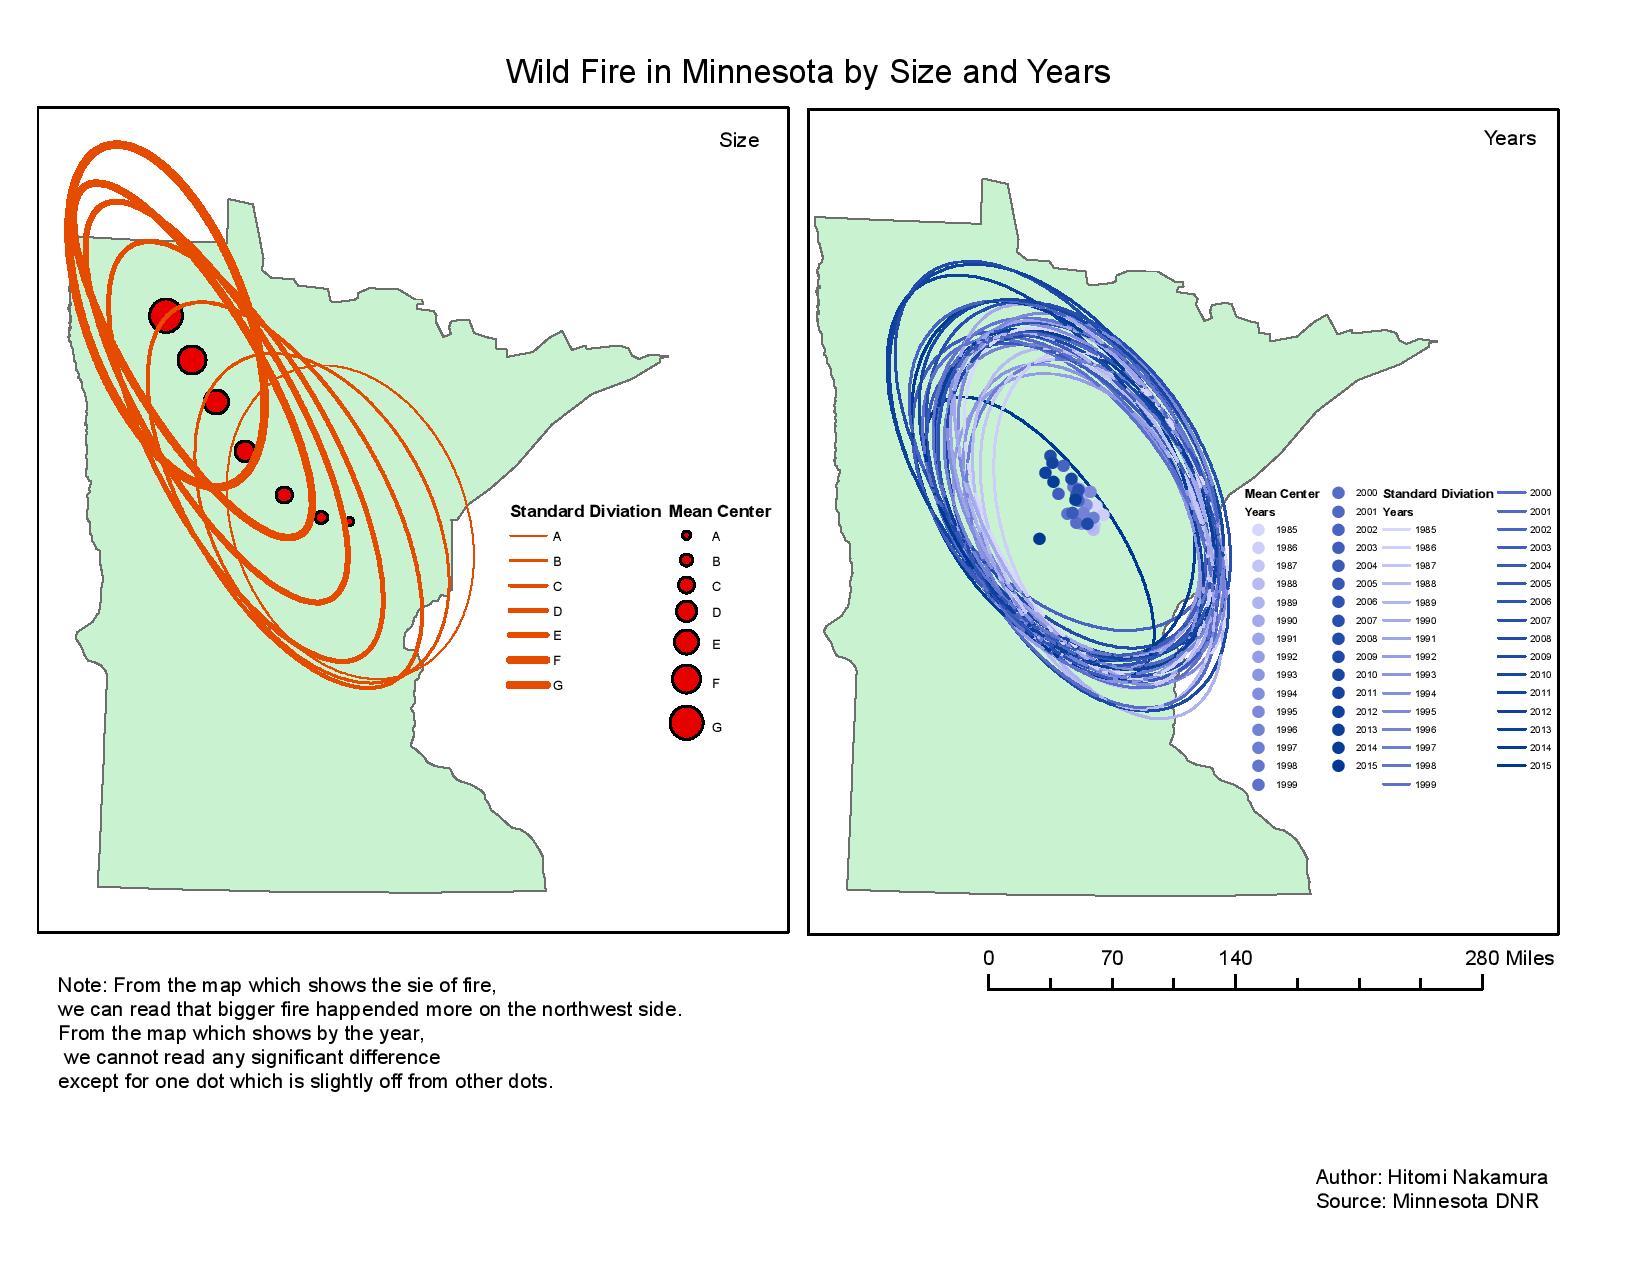 Wild Fire in Minnesota by Size and Years
Size
Standard Diviation Mean Center
A A
B B
C C
D D
E E
F F
G G
Years
Mean Center 2000 Standard Diviation 2000
Years 2001 Years 2001
1985 2002 1985 2002
1986 2003 1986 2003
1987 2004 1987 2004
1988 2005 1988 2005
1989 2006 1989 2006
1990 2007 1990 2007
1991 2008 1991 2008
1992 2009 1992 2009
1993 2010 1993 2010
1994 2011 1994 2011
1995 2012 1995 2012
1996 2013 1996 2013
1997 2014 1997 2014
1998 2015 1998 2015
1999 1999
0 70 140 280 Miles
Note: From the map which shows the sie of fire,
we can read that bigger fire happended more on the northwest side.
From the map which shows by the year,
we cannot read any significant difference
except for one dot which is slightly off from other dots.
Author: Hitomi Nakamura
Source: Minnesota DNR